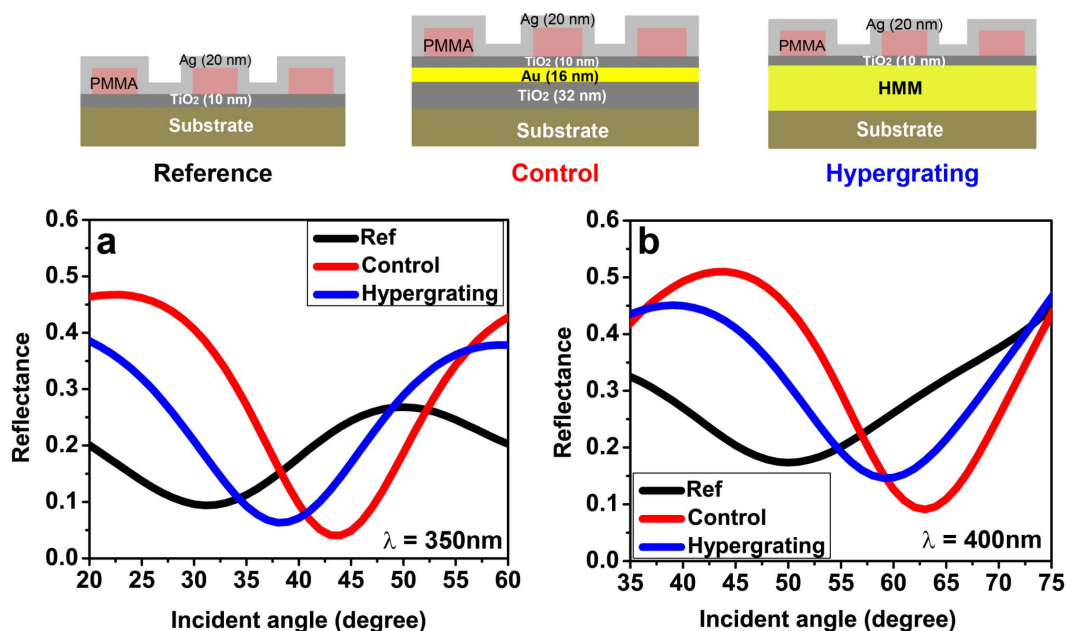 Ag (20 nm)
PMMA
TiO₂ (10 nm)
Substrate
Reference
Ag (20 nm)
PMMA
TiO₂ (10 nm)
Au (16 nm)
TiO₂ (32 nm)
Substrate
Control
Ag (20 nm)
PMMA
TiO₂ (10 nm)
HMM
Substrate
Hypergrating
a
Ref
Control
Hypergrating
λ = 350nm
0.6
0.5
0.4
0.3
0.2
0.1
0.0
Reflectance
20 25 30 35 40 45 50 55 60
Incident angle (degree)
b
Ref
Control
Hypergrating
λ = 400nm
0.6
0.5
0.4
0.3
0.2
0.1
0.0
Reflectance
35 40 45 50 55 60 65 70 75
Incident angle (degree)